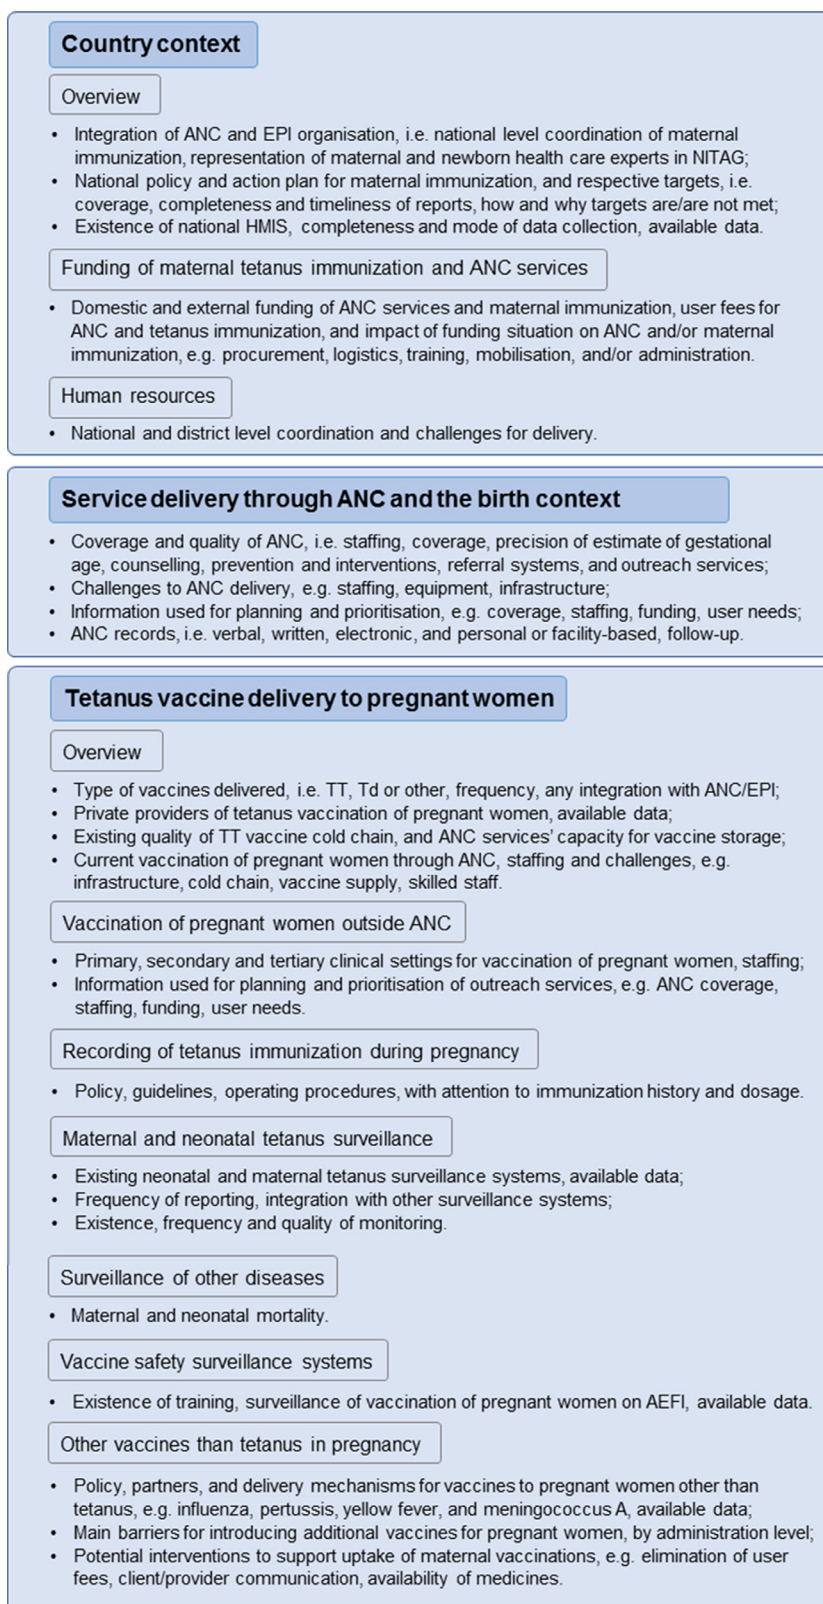 Country context
Overview
• Integration of ANC and EPI organisation, i.e. national level coordination of maternal
immunization, representation of maternal and newborn health care experts in NITAG;
• National policy and action plan for maternal immunization, and respective targets, i.e.
coverage, completeness and timeliness of reports, how and why targets are/are not met;
• Existence of national HMIS, completeness and mode of data collection, available data.
Funding of maternal tetanus immunization and ANC services
• Domestic and external funding of ANC services and maternal immunization, user fees for
ANC and tetanus immunization, and impact of funding situation on ANC and/or maternal
immunization, e.g. procurement, logistics, training, mobilisation, and/or administration.
Human resources
• National and district level coordination and challenges for delivery.
Service delivery through ANC and the birth context
• Coverage and quality of ANC, i.e. staffing, coverage, precision of estimate of gestational
age, counselling, prevention and interventions, referral systems, and outreach services;
• Challenges to ANC delivery, e.g. staffing, equipment, infrastructure;
• Information used for planning and prioritisation, e.g. coverage, staffing, funding, user needs;
• ANC records, i.e. verbal, written, electronic, and personal or facility-based, follow-up.
Tetanus vaccine delivery to pregnant women
Overview
• Type of vaccines delivered, i.e. TT, Td or other, frequency, any integration with ANC/EPI;
• Private providers of tetanus vaccination of pregnant women, available data;
• Existing quality of TT vaccine cold chain, and ANC services' capacity for vaccine storage;
• Current vaccination of pregnant women through ANC, staffing and challenges, e.g.
infrastructure, cold chain, vaccine supply, skilled staff.
Vaccination of pregnant women outside ANC
• Primary, secondary and tertiary clinical settings for vaccination of pregnant women, staffing;
• Information used for planning and prioritisation of outreach services, e.g. ANC coverage,
staffing, funding, user needs.
Recording of tetanus immunization during pregnancy
• Policy, guidelines, operating procedures, with attention to immunization history and dosage.
Maternal and neonatal tetanus surveillance
• Existing neonatal and maternal tetanus surveillance systems, available data;
• Frequency of reporting, integration with other surveillance systems;
• Existence, frequency and quality of monitoring.
Surveillance of other diseases
• Maternal and neonatal mortality.
Vaccine safety surveillance systems
• Existence of training, surveillance of vaccination of pregnant women on AEFI, available data.
Other vaccines than tetanus in pregnancy
• Policy, partners, and delivery mechanisms for vaccines to pregnant women other than
tetanus, e.g. influenza, pertussis, yellow fever, and meningococcus A, available data;
• Main barriers for introducing additional vaccines for pregnant women, by administration level;
• Potential interventions to support uptake of maternal vaccinations, e.g. elimination of user
fees, client/provider communication, availability of medicines.